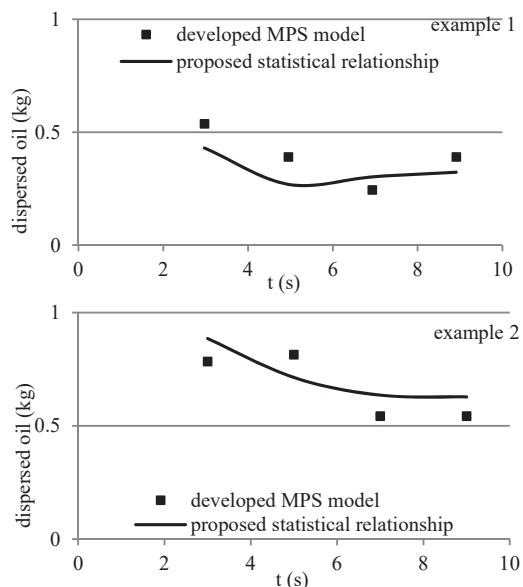 1
example 1
developed MPS model
proposed statistical relationship
dispersed oil (kg)
0.5
0
0 2 4 6 8 10
t (s)
1
example 2
dispersed oil (kg)
0.5
developed MPS model
proposed statistical relationship
0
0 2 4 6 8 10
t (s)